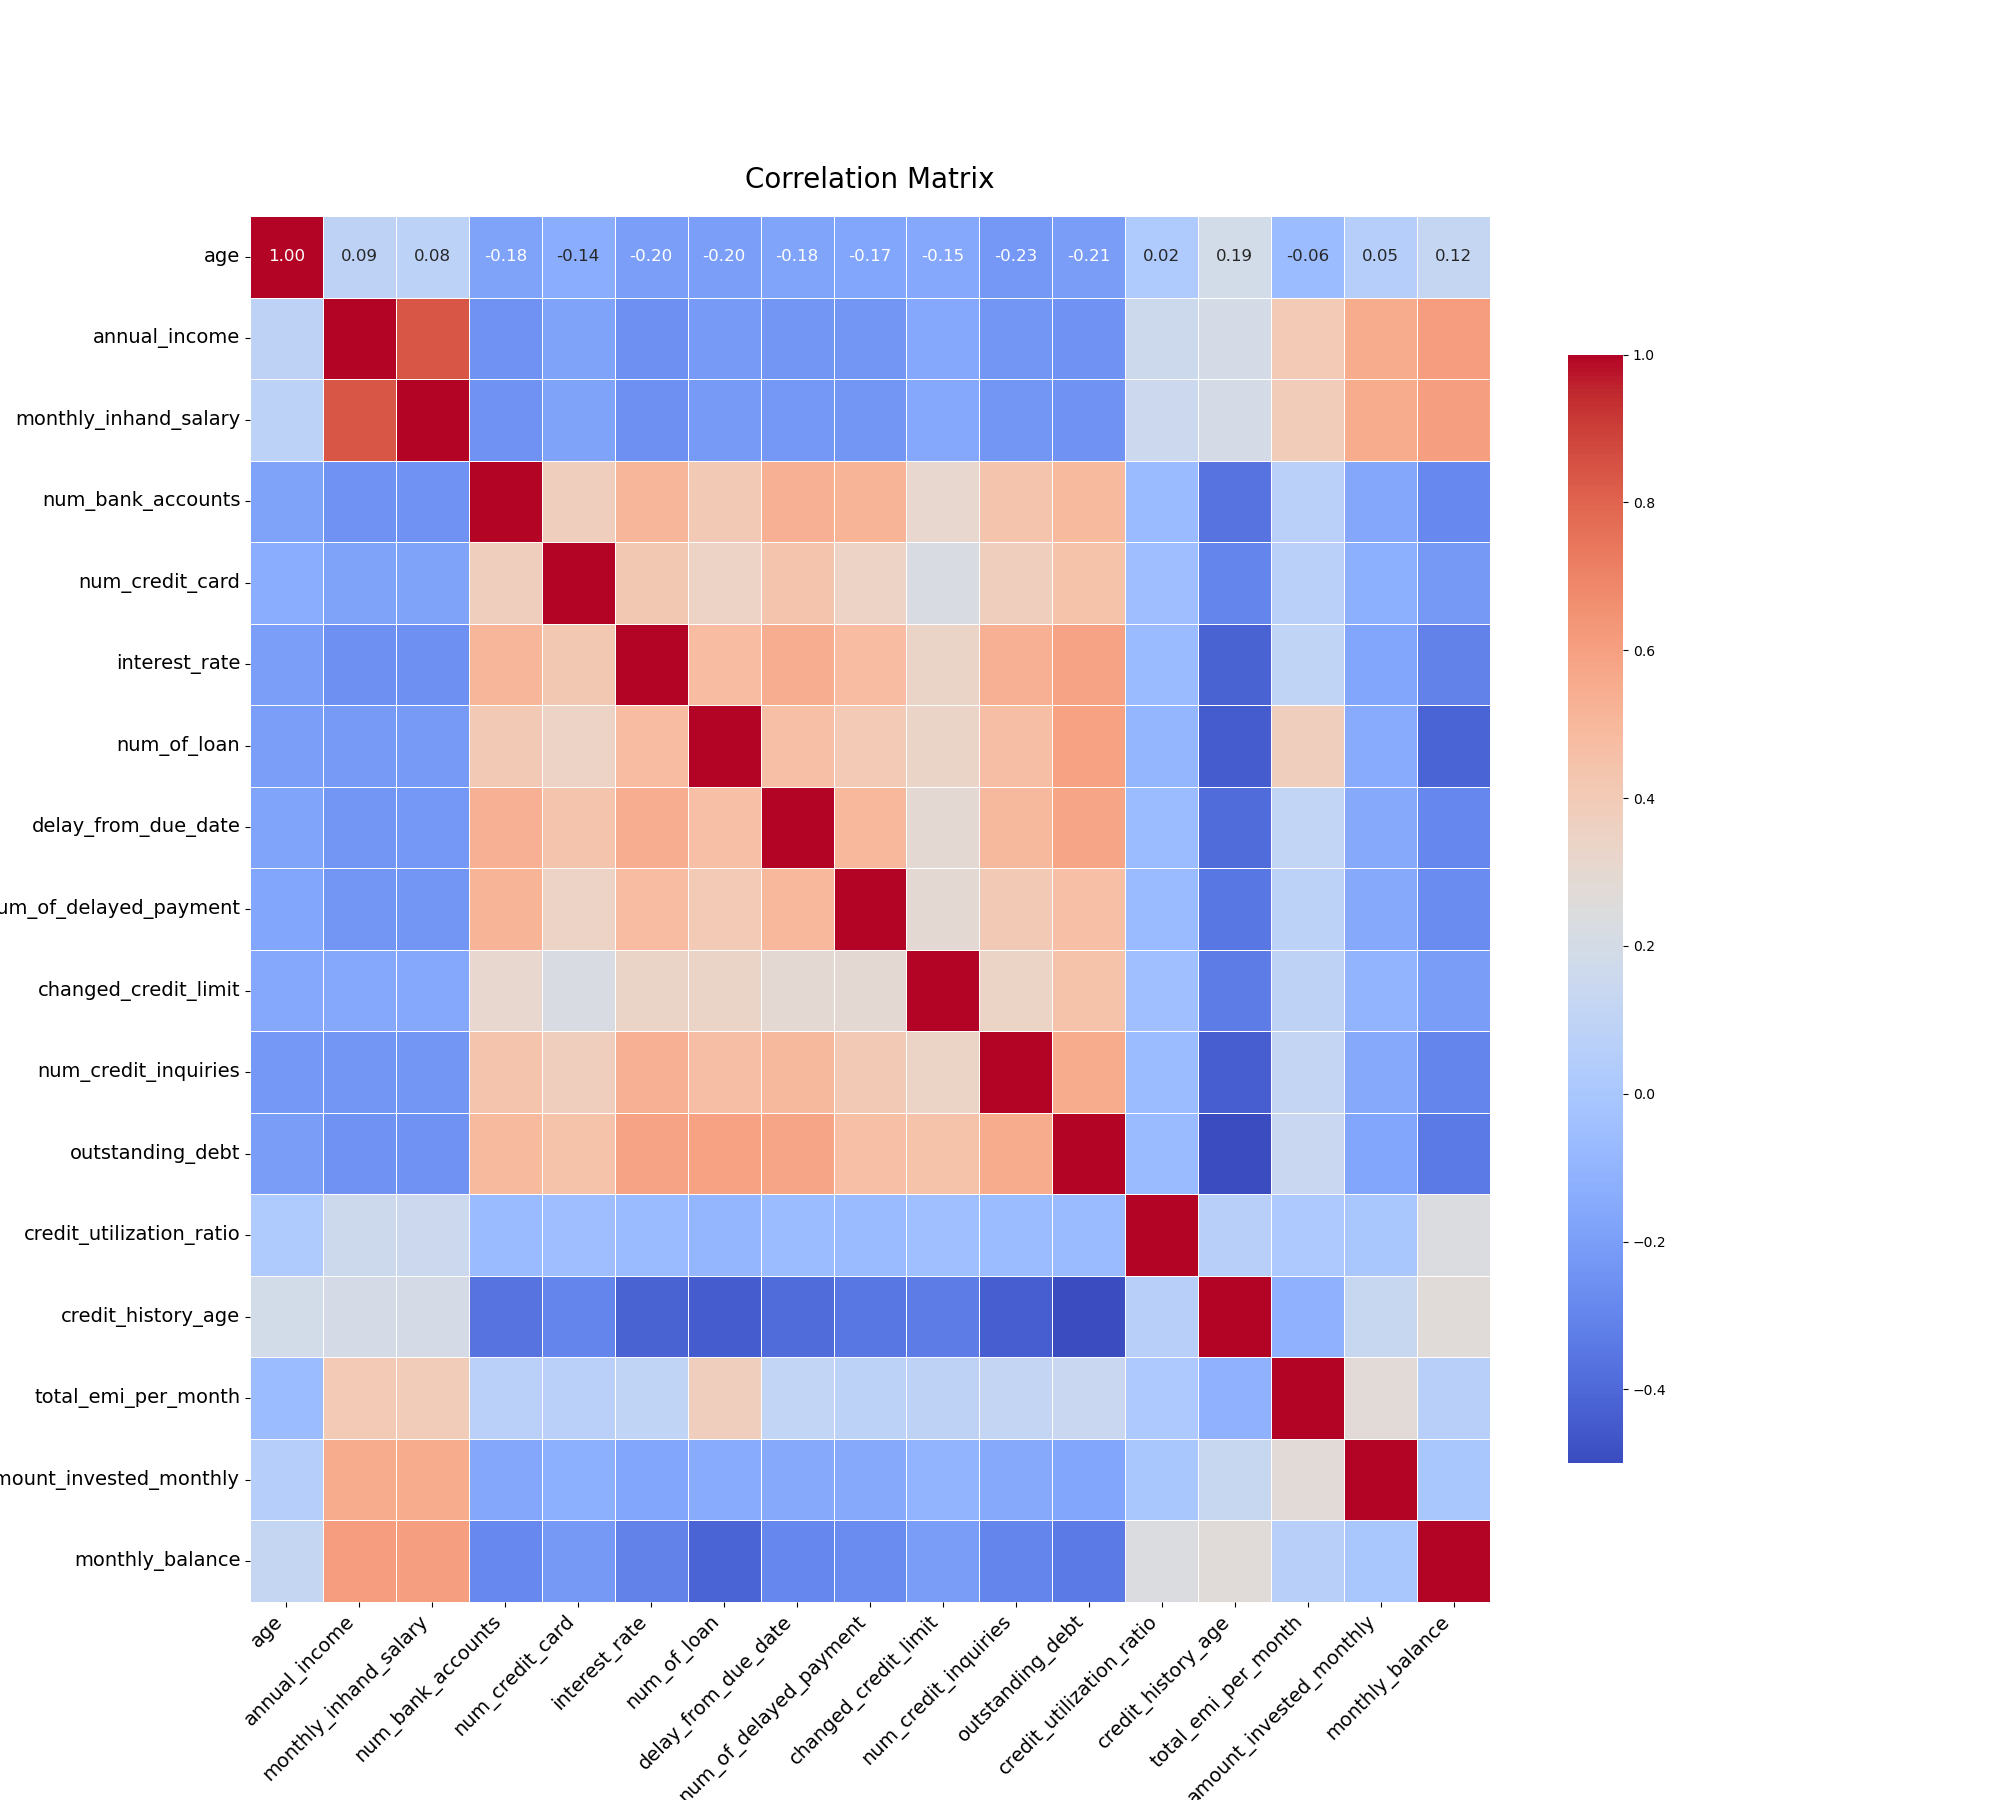 Correlation Matrix
age
1.00 0.09 0.08 -0.18 -0.14 -0.20 -0.20 -0.18 -0.17 -0.15 -0.23 -0.21 0.02 0.19 -0.06 0.05 0.12
annual_income
monthly_inhand_salary
num_bank_accounts
num_credit_card
interest_rate
num_of_loan
delay_from_due_date
um_of_delayed_payment
changed_credit_limit
num_credit_inquiries
outstanding_debt
credit_utilization_ratio
credit_history_age
total_emi_per_month
mount_invested_monthly
monthly_balance
age
annual_income
monthly_inhand_salary
num_bank_accounts
num_credit_card
interest_rate
num_of_loan
delay_from_due_date
num_of_delayed_payment
changed_credit_limit
num_credit_inquiries
outstanding_debt
credit_utilization_ratio
credit_history_age
total_emi_per_month
amount_invested_monthly
monthly_balance
1.0
0.8
0.6
0.4
0.2
0.0
−0.2
−0.4